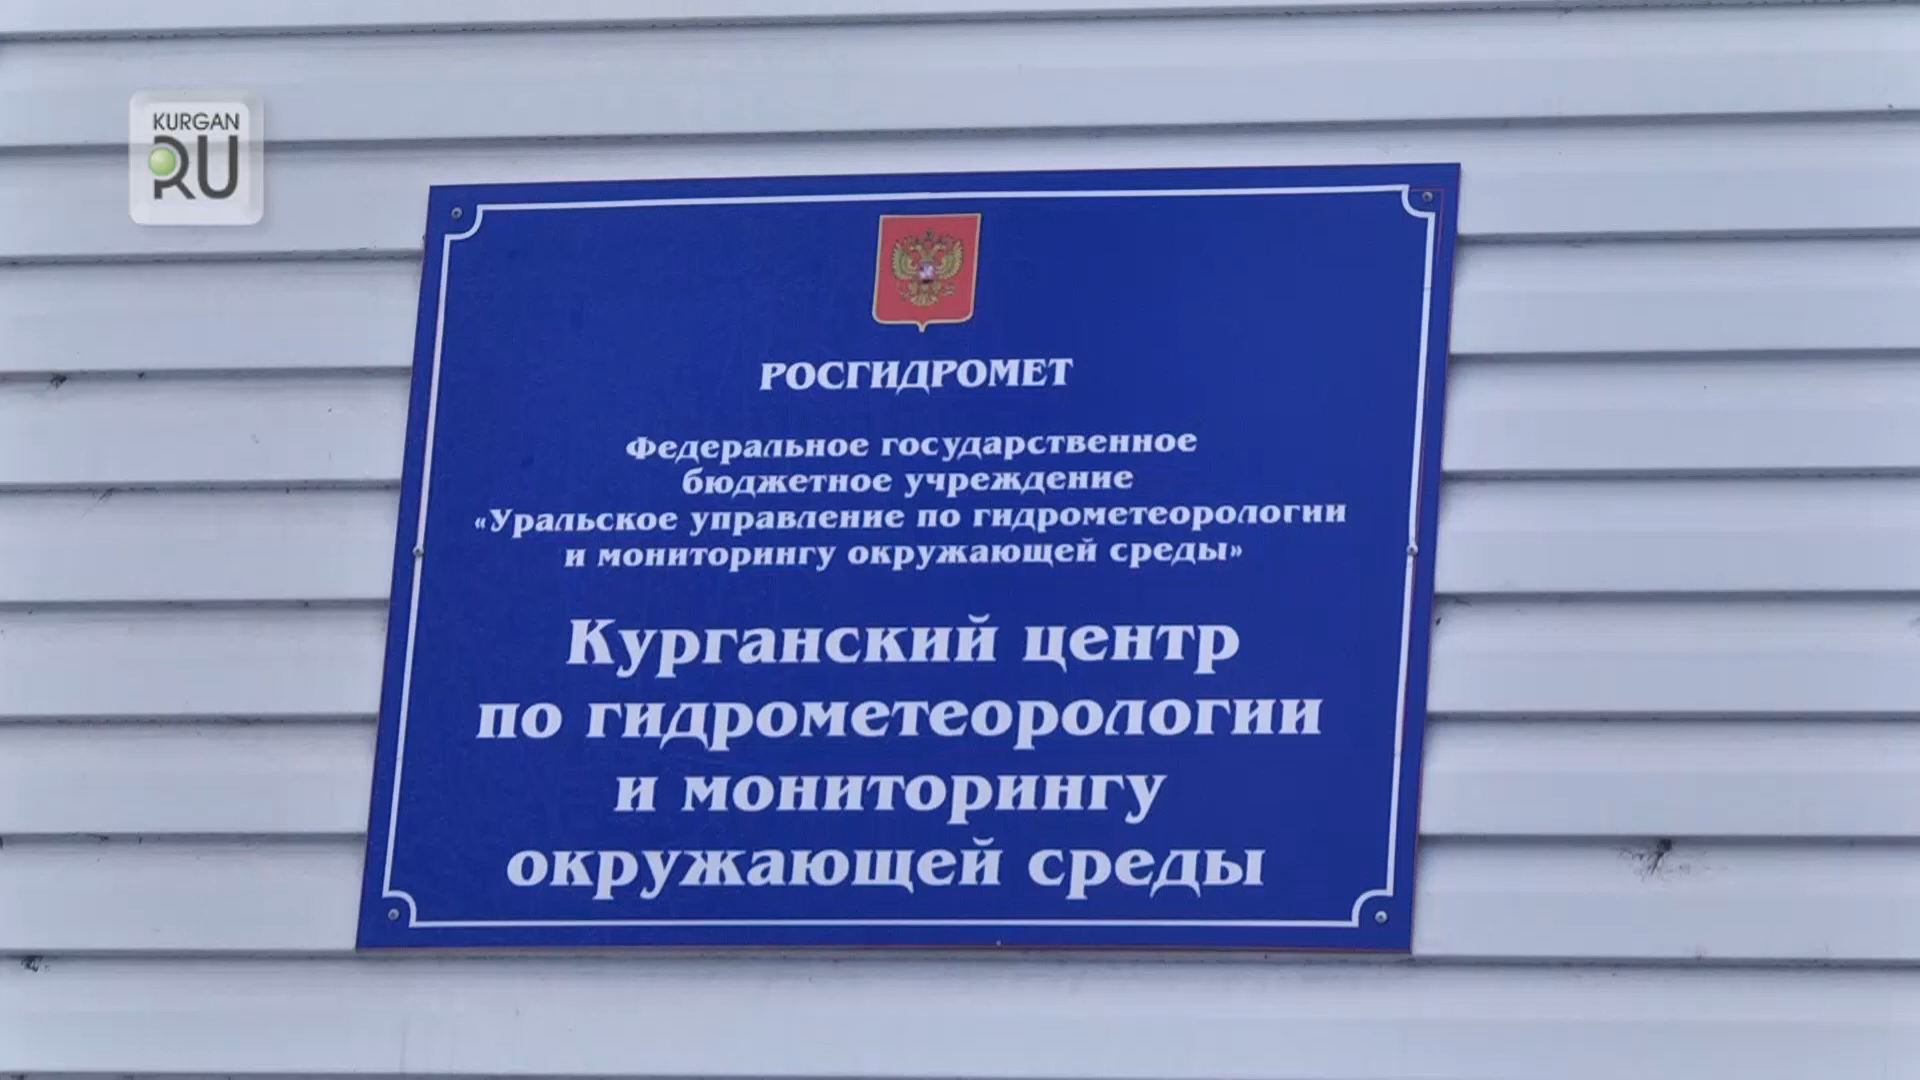 KURGAN
RU
РОСГИДРОМЕТ
Федеральное государственное
бюджетное учреждение
«Уральское управление по гидрометеорологии
и мониторингу окружающей среды»
Курганский центр
по гидрометеорологии
и мониторингу
окружающей среды